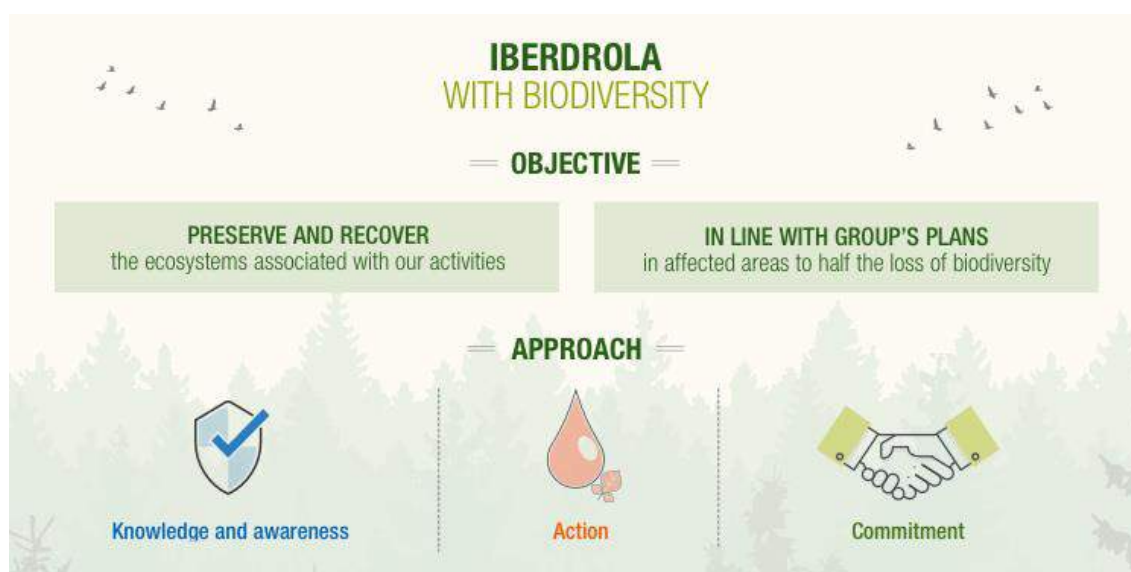 IBERDROLA
WITH BIODIVERSITY
OBJECTIVE
PRESERVE AND RECOVER
the ecosystems associated with our activities
IN LINE WITH GROUP'S PLANS
in affected areas to half the loss of biodiversity
APPROACH
Knowledge and awareness
Action
Commitment